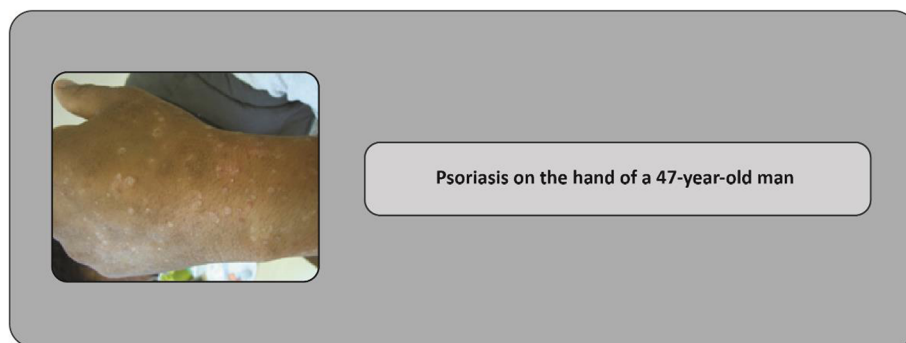 Psoriasis on the hand of a 47-year-old man